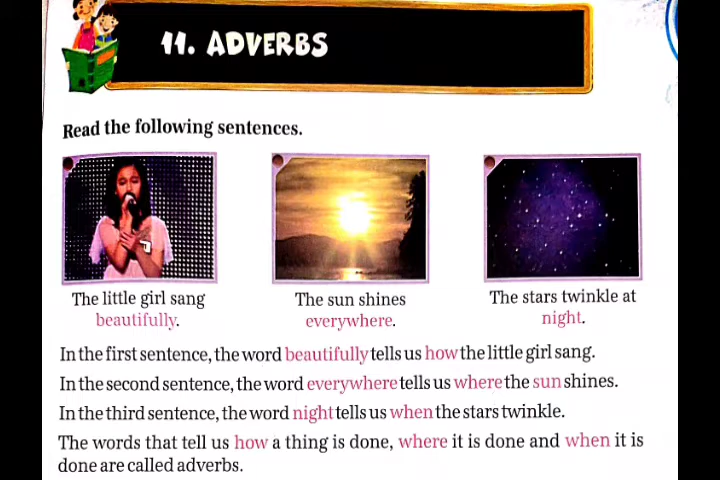 11. ADVERBS
Read the following sentences.
The little girl sang
beautifully.
The sun shines
everywhere.
The stars twinkle at
night.
In the first sentence, the word beautifully tells us how the little girl sang.
In the second sentence, the word everywhere tells us where the sun shines.
In the third sentence, the word night tells us when the stars twinkle.
The words that tell us how a thing is done, where it is done and when it is
done are called adverbs.